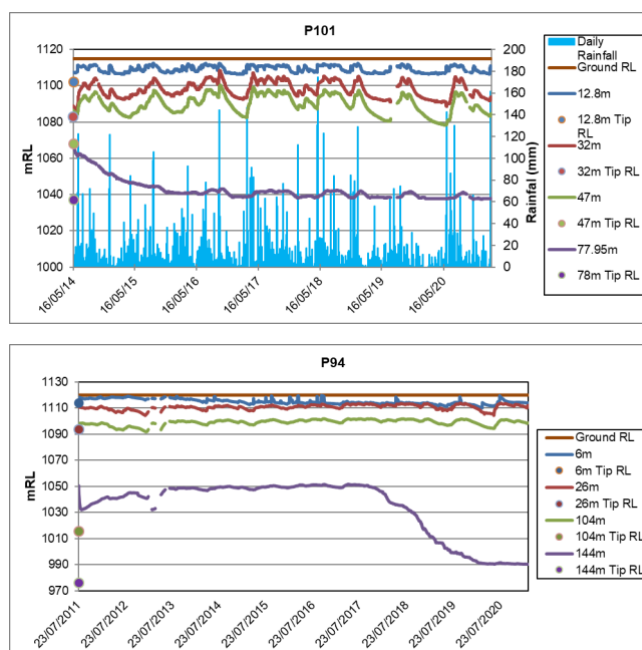 P101
1120
1100
1080
1060
1040
1020
1000
mRL
200
180
160
140
120
100
80
60
40
20
0
Rainfal (mm)
16/05/14
16/05/15
16/05/16
16/05/17
16/05/18
16/05/19
16/05/20
Daily
Rainfall
Ground RL
12.8m
12.8m Tip
RL
32m
32m Tip RL
47m
47m Tip RL
77.95m
78m Tip RL
P94
1130
1110
1090
1070
1050
1030
1010
990
970
mRL
23/07/2011
23/07/2012
23/07/2013
23/07/2014
23/07/2015
23/07/2016
23/07/2017
23/07/2018
23/07/2019
23/07/2020
Ground RL
6m
6m Tip RL
26m
26m Tip RL
104m
104m Tip RL
144m
144m Tip RL